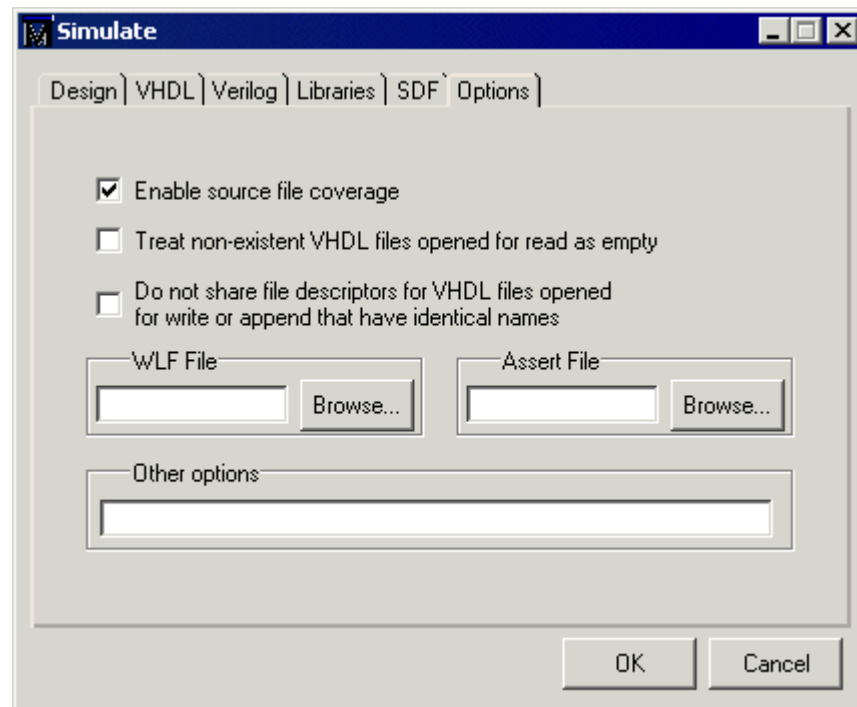 Simulate
Design VHDL Verilog Libraries SDF Options
Enable source file coverage
Treat non-existent VHDL files opened for read as empty
Do not share file descriptors for VHDL files opened
for write or append that have identical names
WLF File
Browse...
Assert File
Browse...
Other options
OK Cancel